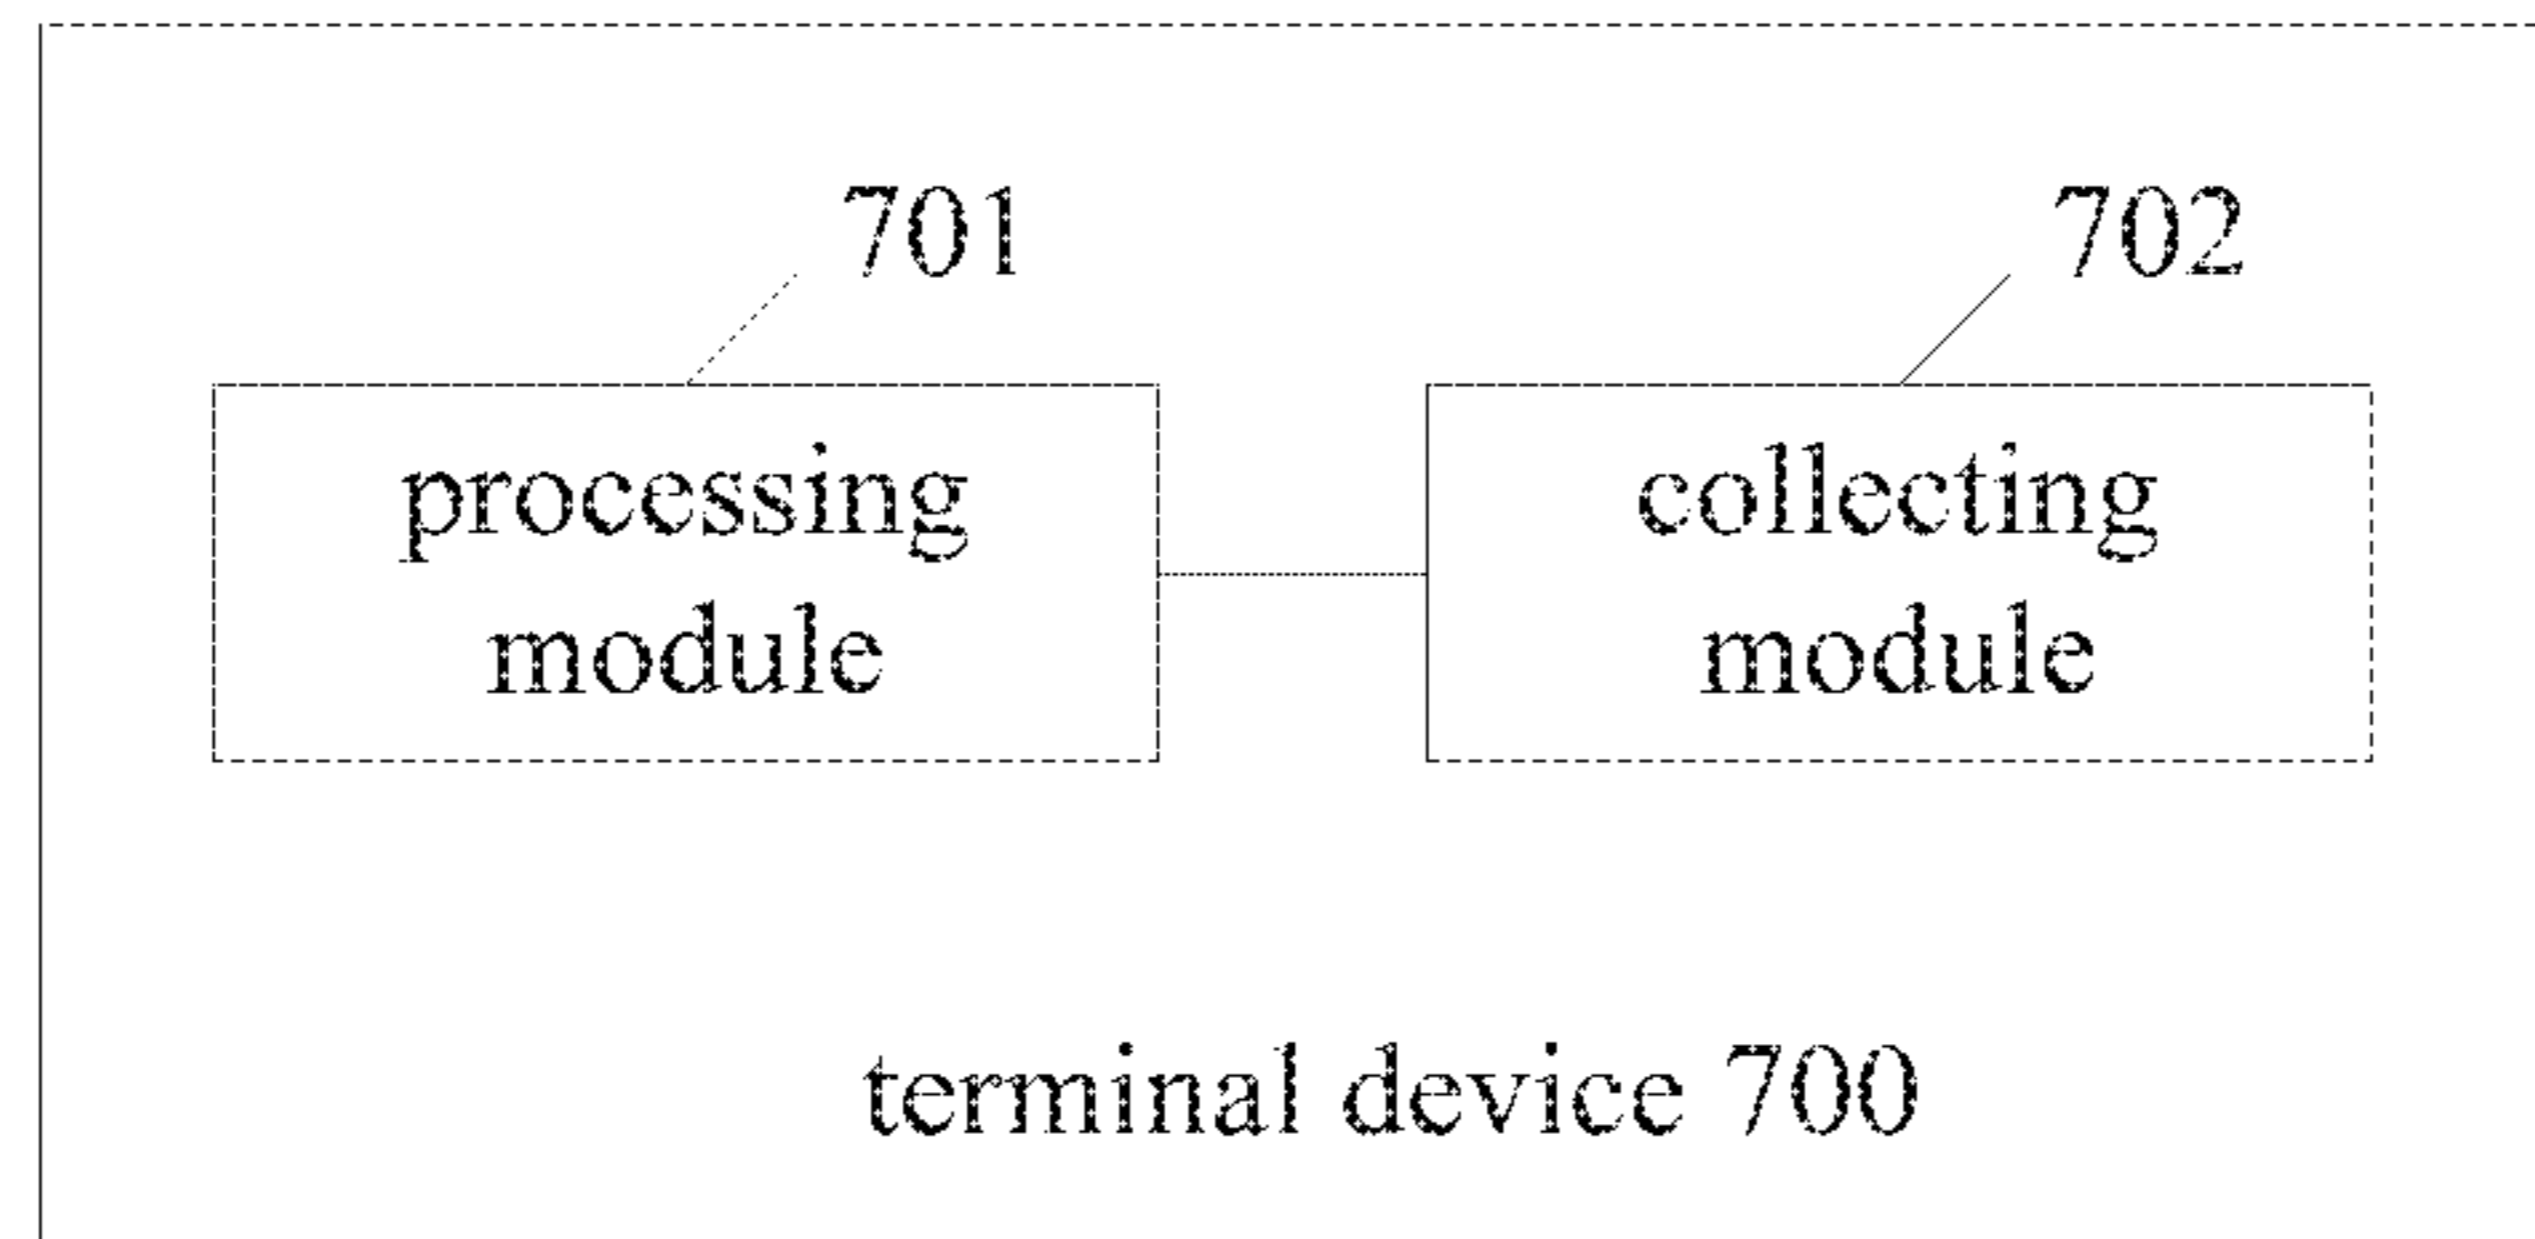 701
702
processing
module
collecting
module
terminal device 700